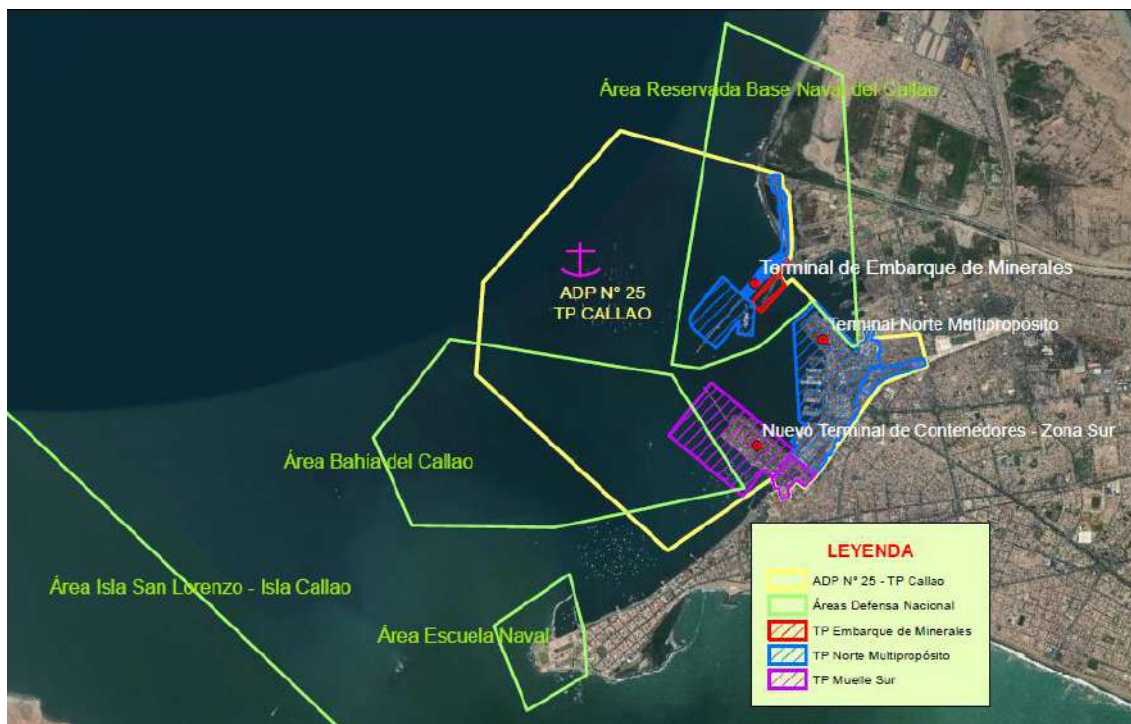 Área Reservada Base Naval del Callao
Terminal de Embarque de Minerales
ADP N° 25
TP CALLAO
Terminal Norte Multipropósito
Nuevo Terminal de Contenedores - Zona Sur
Área Bahía del Callao
Área Isla San Lorenzo - Isla Callao
Área Escuela Naval
LEYENDA
ADP N° 25 - TP Callao
Áreas Defensa Nacional
TP Embarque de Minerales
TP Norte Multipropósito
TP Muelle Sur